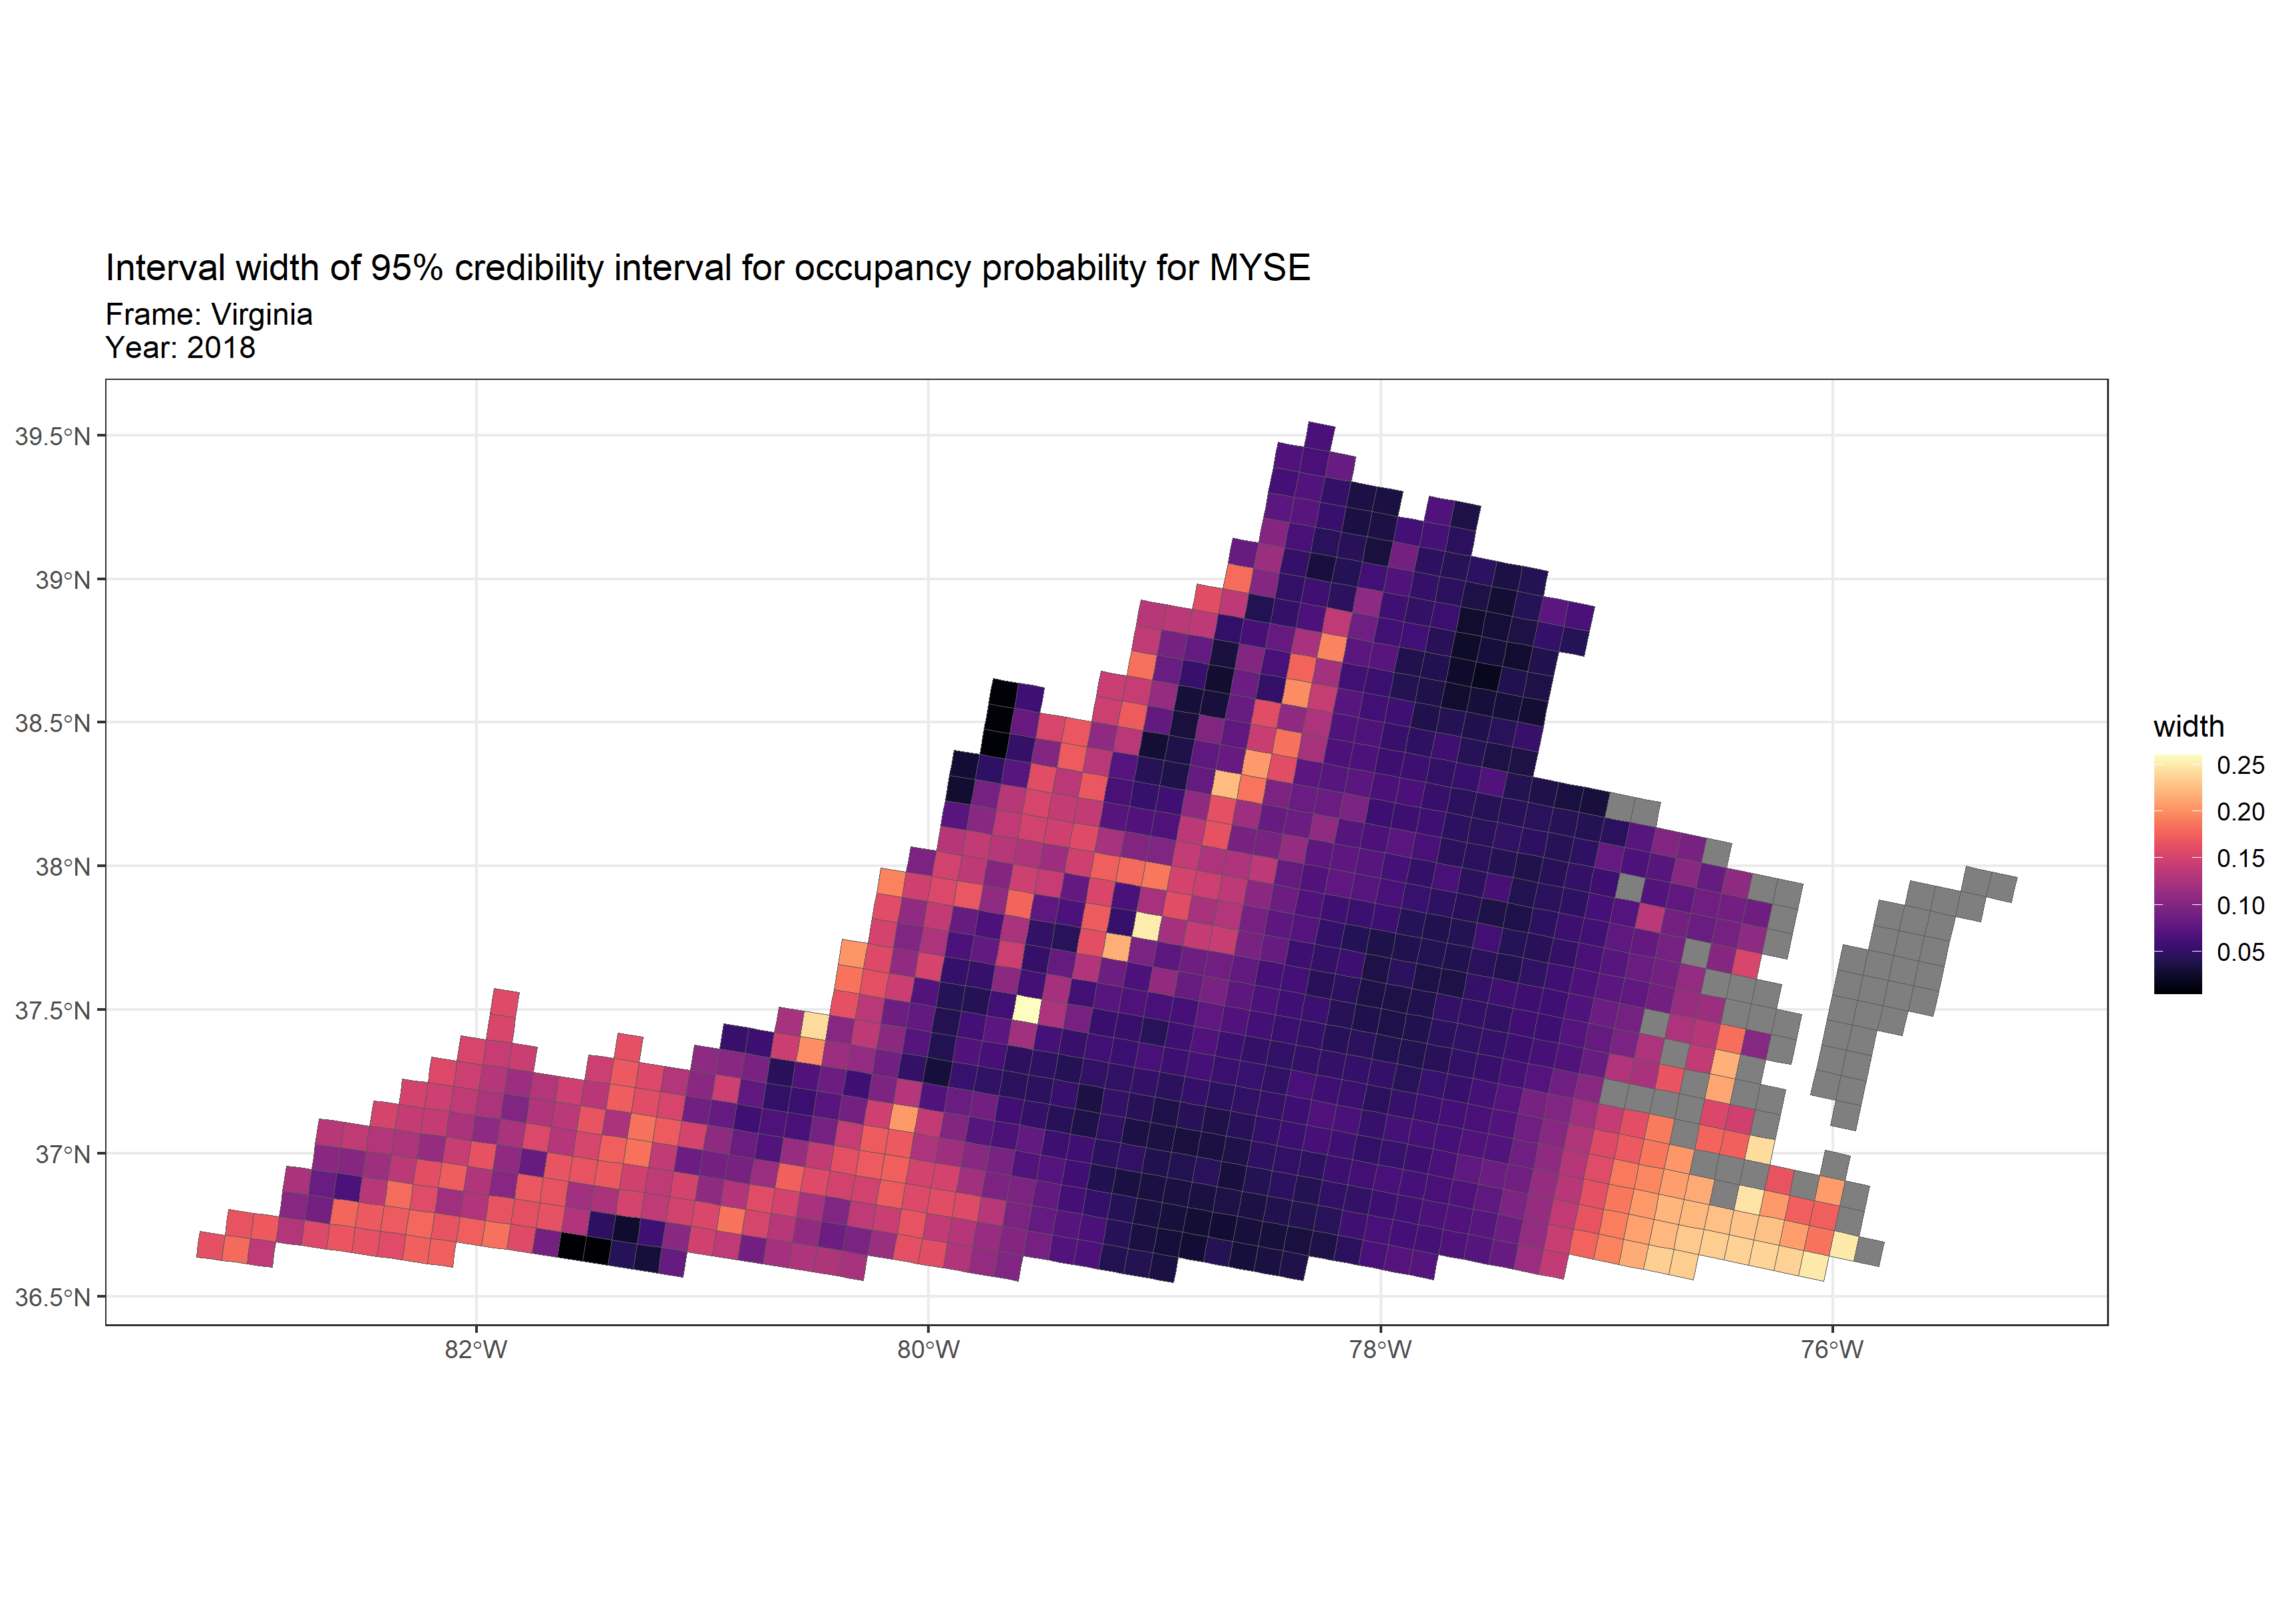 Interval width of 95% credibility interval for occupancy probability for MYSE
Frame: Virginia
Year: 2018
39.5°N
39°N
38.5°N
38°N
37.5°N
37°N
36.5°N
82°W
80°W
78°W
76°W
width
0.25
0.20
0.15
0.10
0.05